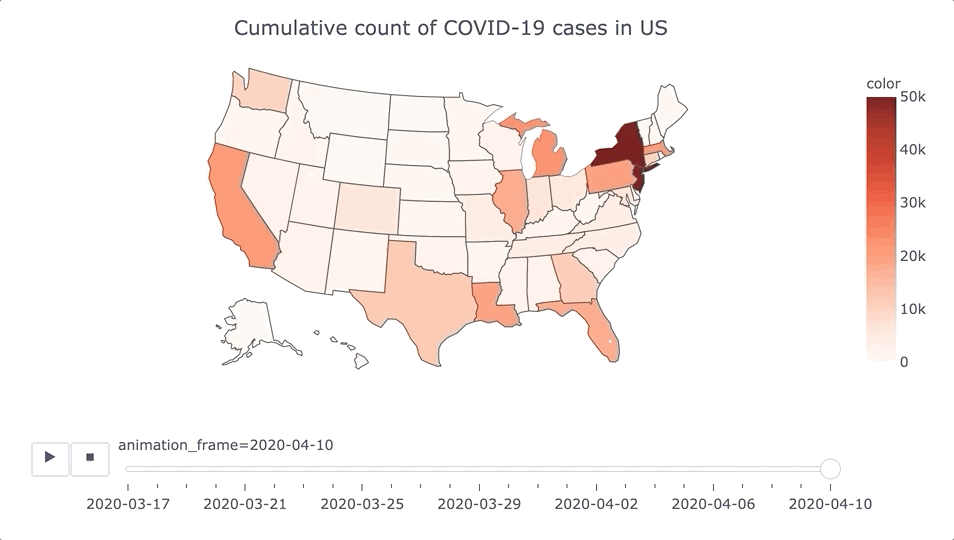 Cumulative count of COVID-19 cases in US
color
50k
40k
30k
20k
10k
0
animation_frame=2020-04-10
2020-03-17 2020-03-21 2020-03-25 2020-03-29 2020-04-02 2020-04-06 2020-04-10